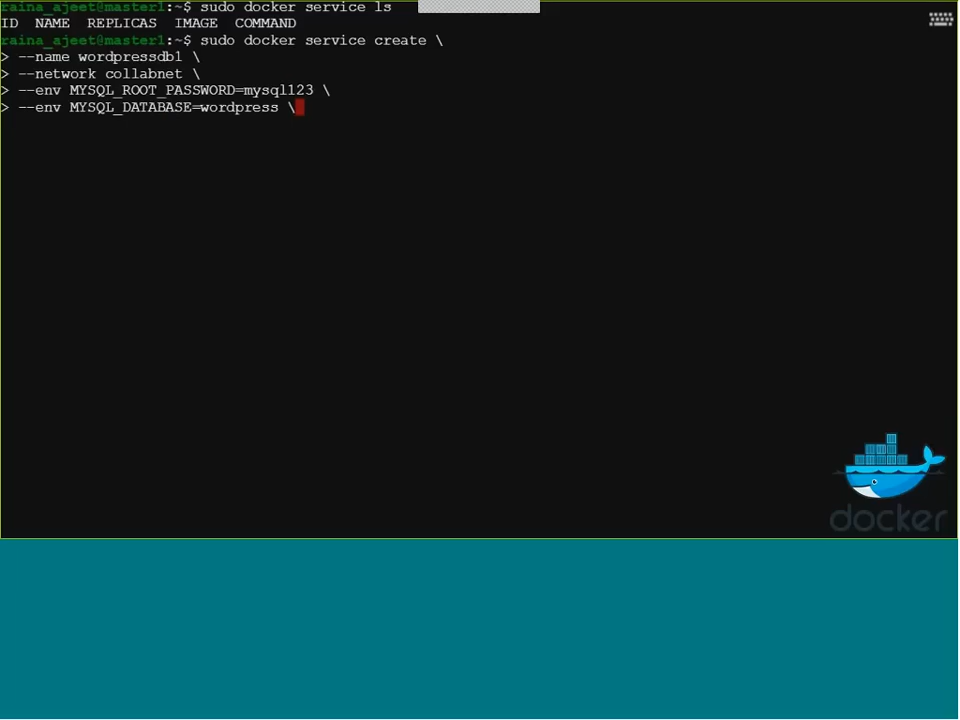 raina_ajeet@master1:~$ sudo docker service ls
ID  NAME  REPLICAS  IMAGE  COMMAND
raina_ajeet@master1:~$ sudo docker service create \
> --name wordpressdb1 \
> --network collabnet \
> --env MYSQL_ROOT_PASSWORD=mysql123 \
> --env MYSQL_DATABASE=wordpress \
docker